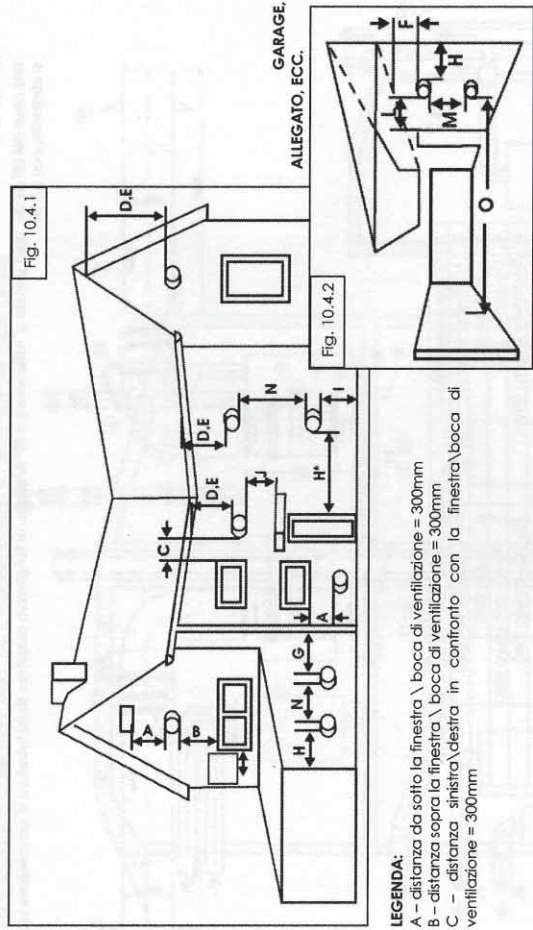 Fig. 10.4.1
D,E
C
D,E
D,E
A
B
J
N
H*
I
A
G
N
H
Fig. 10.4.2
GARAGE,
ALLEGATO, ECC.
F
L
H
M
O
LEGENDA:
A – distanza da sotto la finestra \ boca di ventilazione = 300mm
B – distanza sopra la finestra \ boca di ventilazione = 300mm
C – distanza sinistra\destra in confronto con la finestra\boca di
ventilazione = 300mm